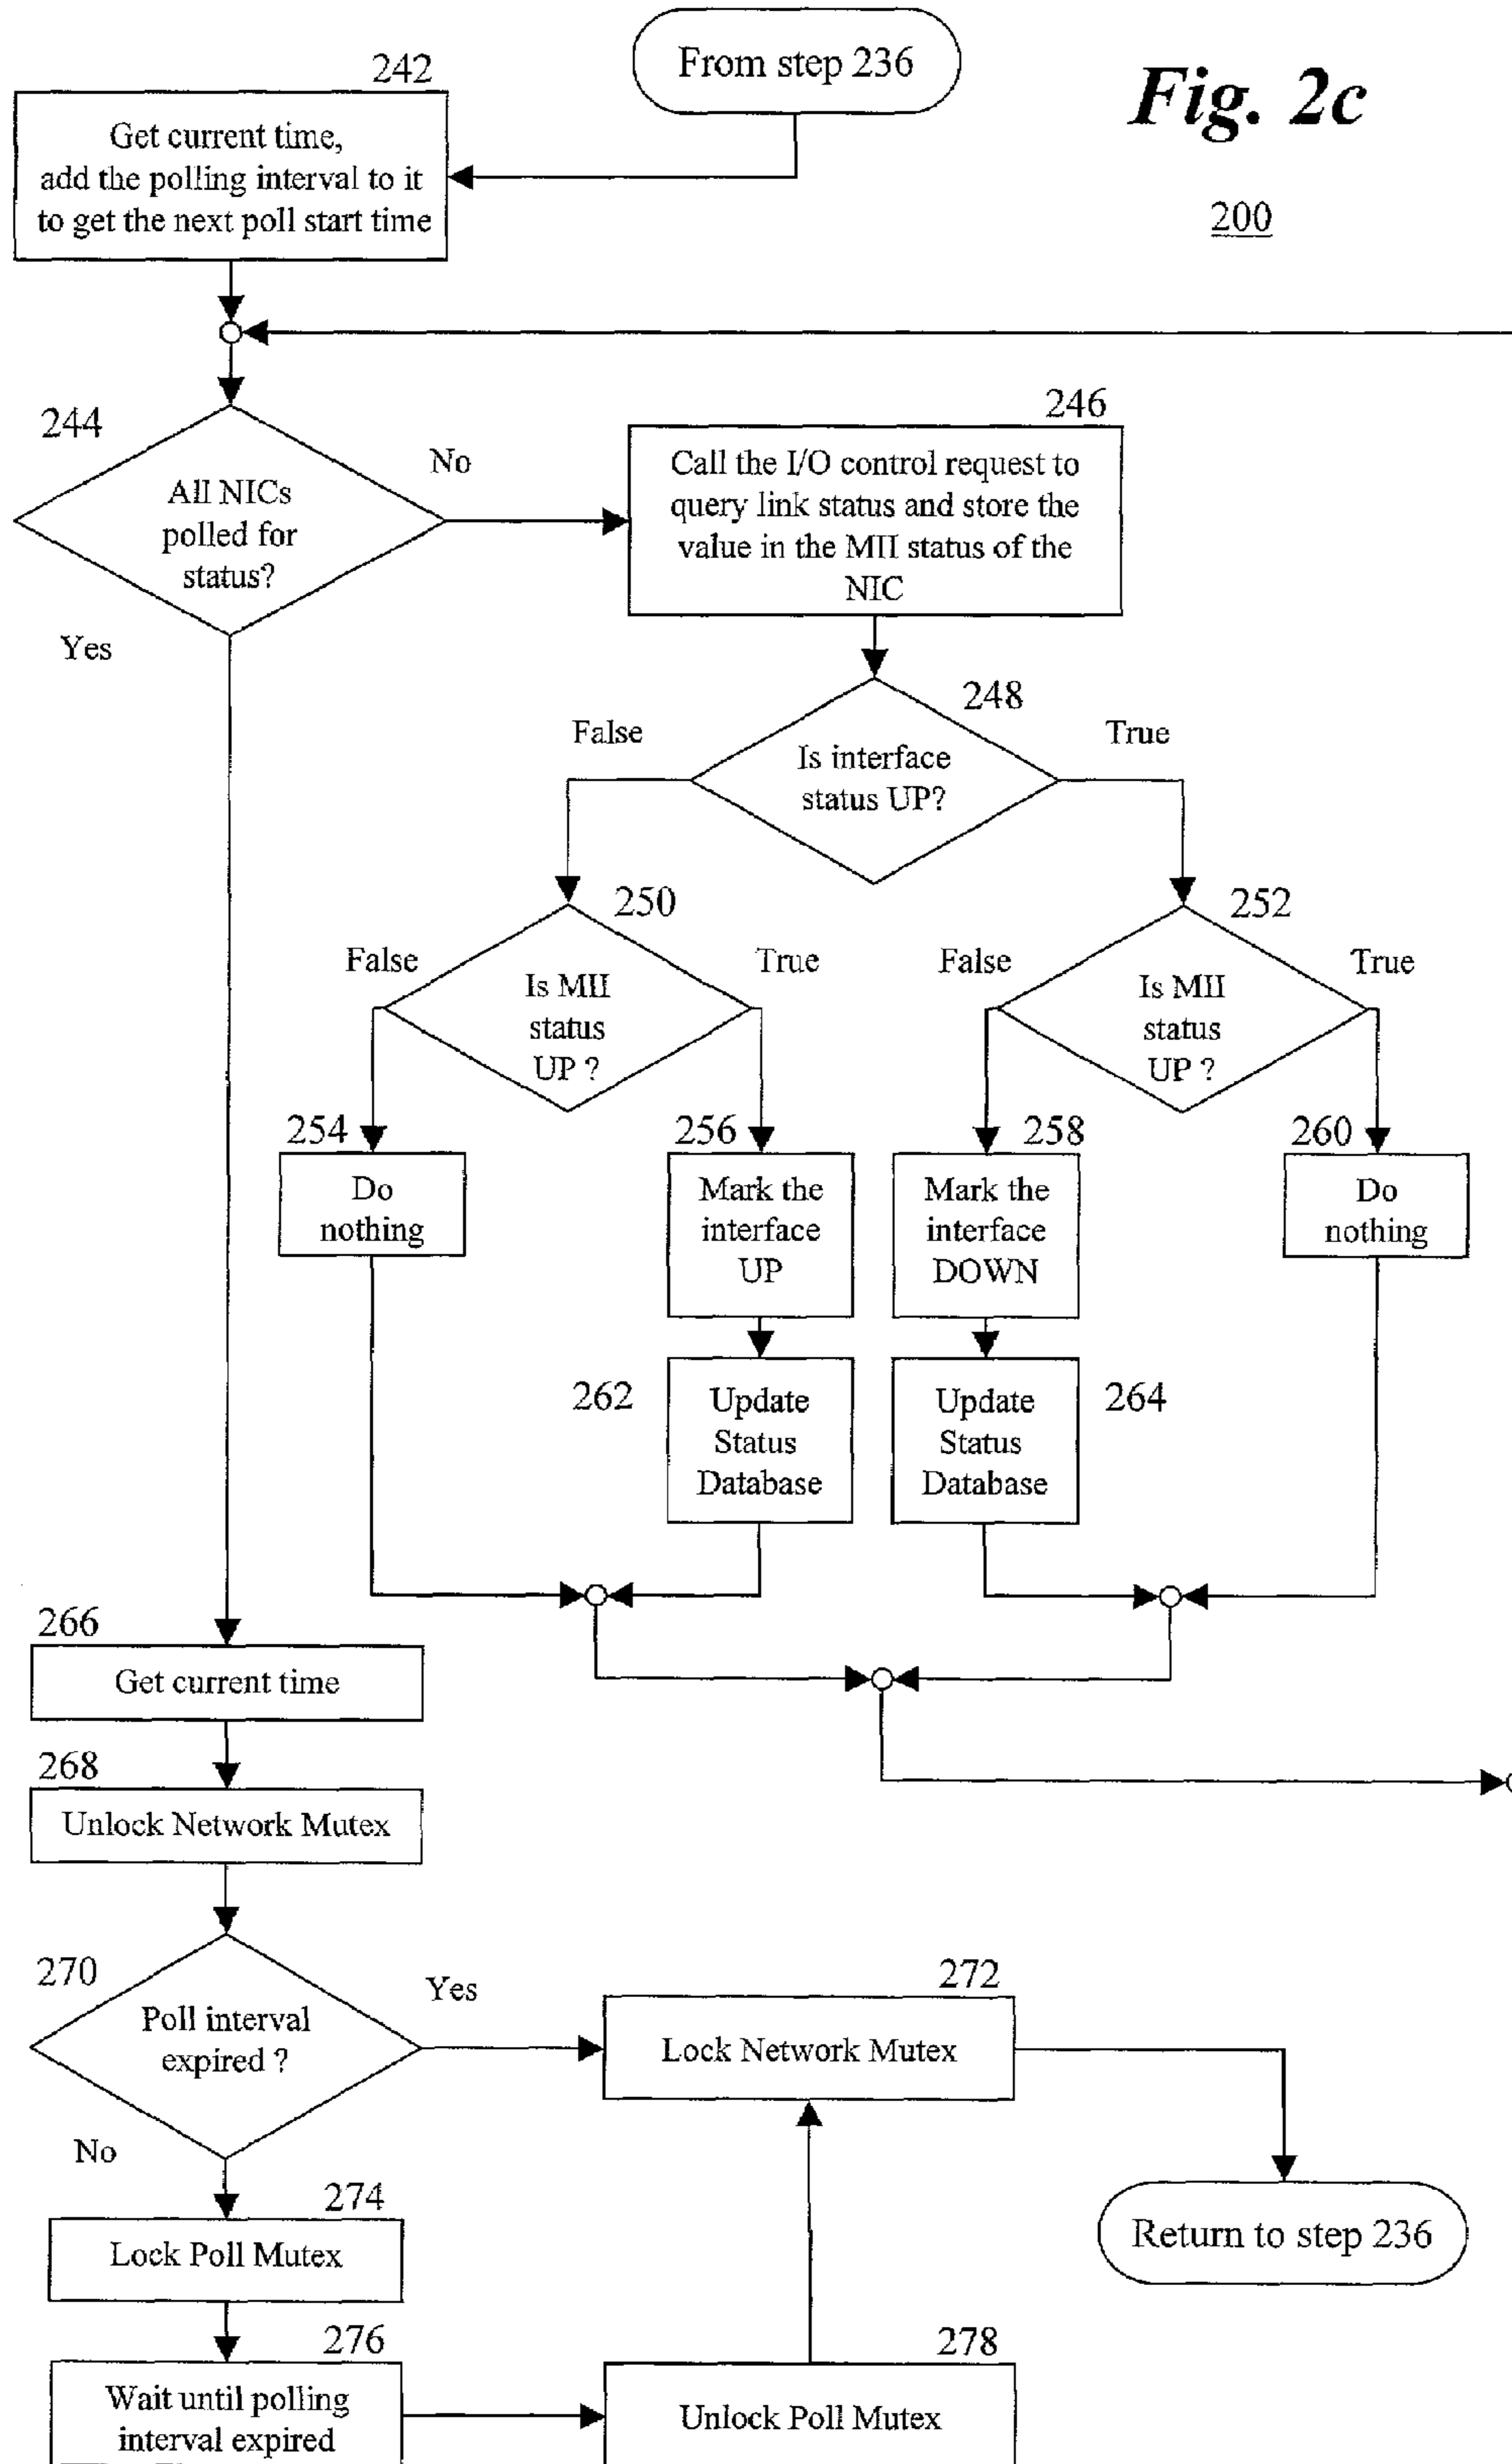 From step 236
Fig. 2c
200
242
Get current time,
add the polling interval to it
to get the next poll start time
244
All NICs
polled for
status?
No
Yes
246
Call the I/O control request to
query link status and store the
value in the MII status of the
NIC
248
Is interface
status UP?
False
True
250
Is MII
status
UP ?
False
True
252
Is MII
status
UP ?
False
True
254
Do
nothing
256
Mark the
interface
UP
258
Mark the
interface
DOWN
260
Do
nothing
262
Update
Status
Database
264
Update
Status
Database
266
Get current time
268
Unlock Network Mutex
270
Poll interval
expired ?
Yes
No
272
Lock Network Mutex
274
Lock Poll Mutex
Return to step 236
276
Wait until polling
interval expired
278
Unlock Poll Mutex